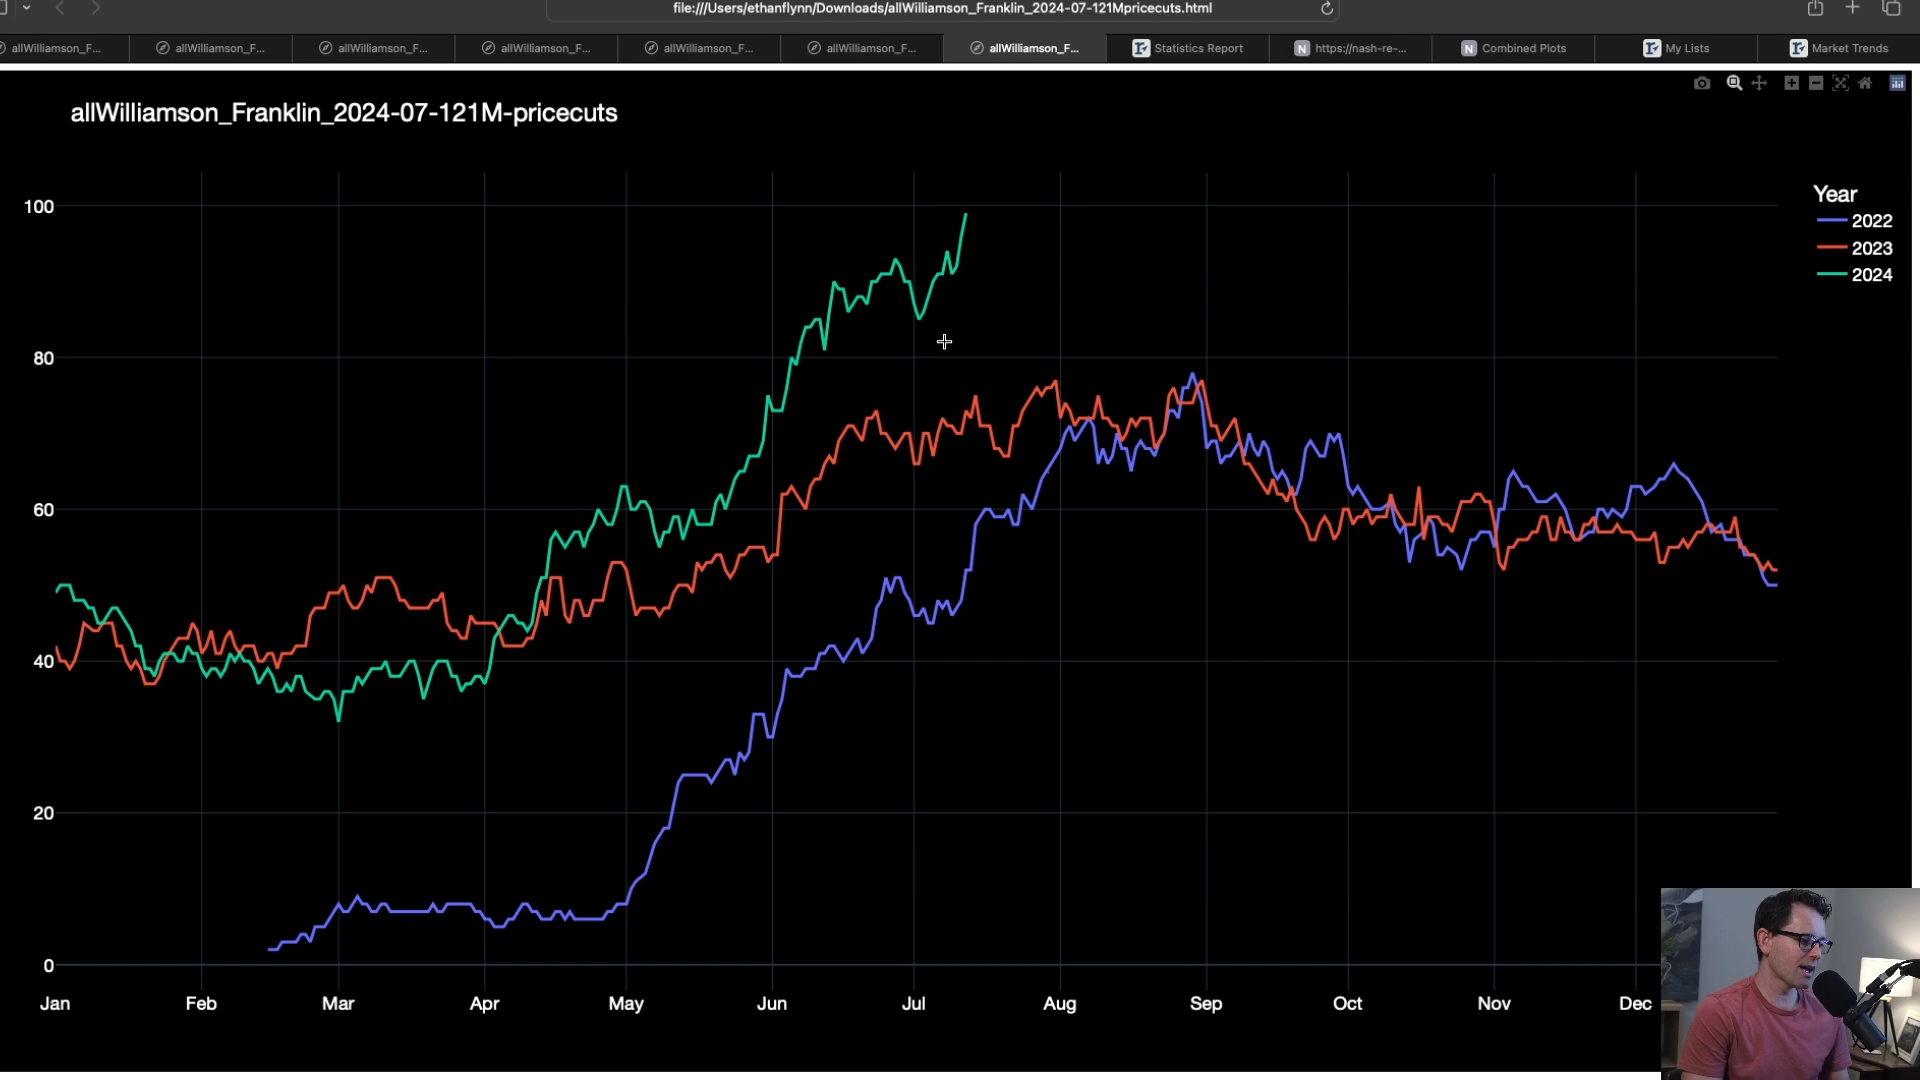 file:///Users/ethanflynn/Downloads/allWilliamson_Franklin_2024-07-121Mpricecuts.html
allWilliamson_F... allWilliamson_F... allWilliamson_F... allWilliamson_F... allWilliamson_F... allWilliamson_F... allWilliamson_F... Statistics Report https://nash-re-... Combined Plots My Lists Market Trends
allWilliamson_Franklin_2024-07-121M-pricecuts
Year
2022
2023
2024
100
80
60
40
20
0
Jan Feb Mar Apr May Jun Jul Aug Sep Oct Nov Dec